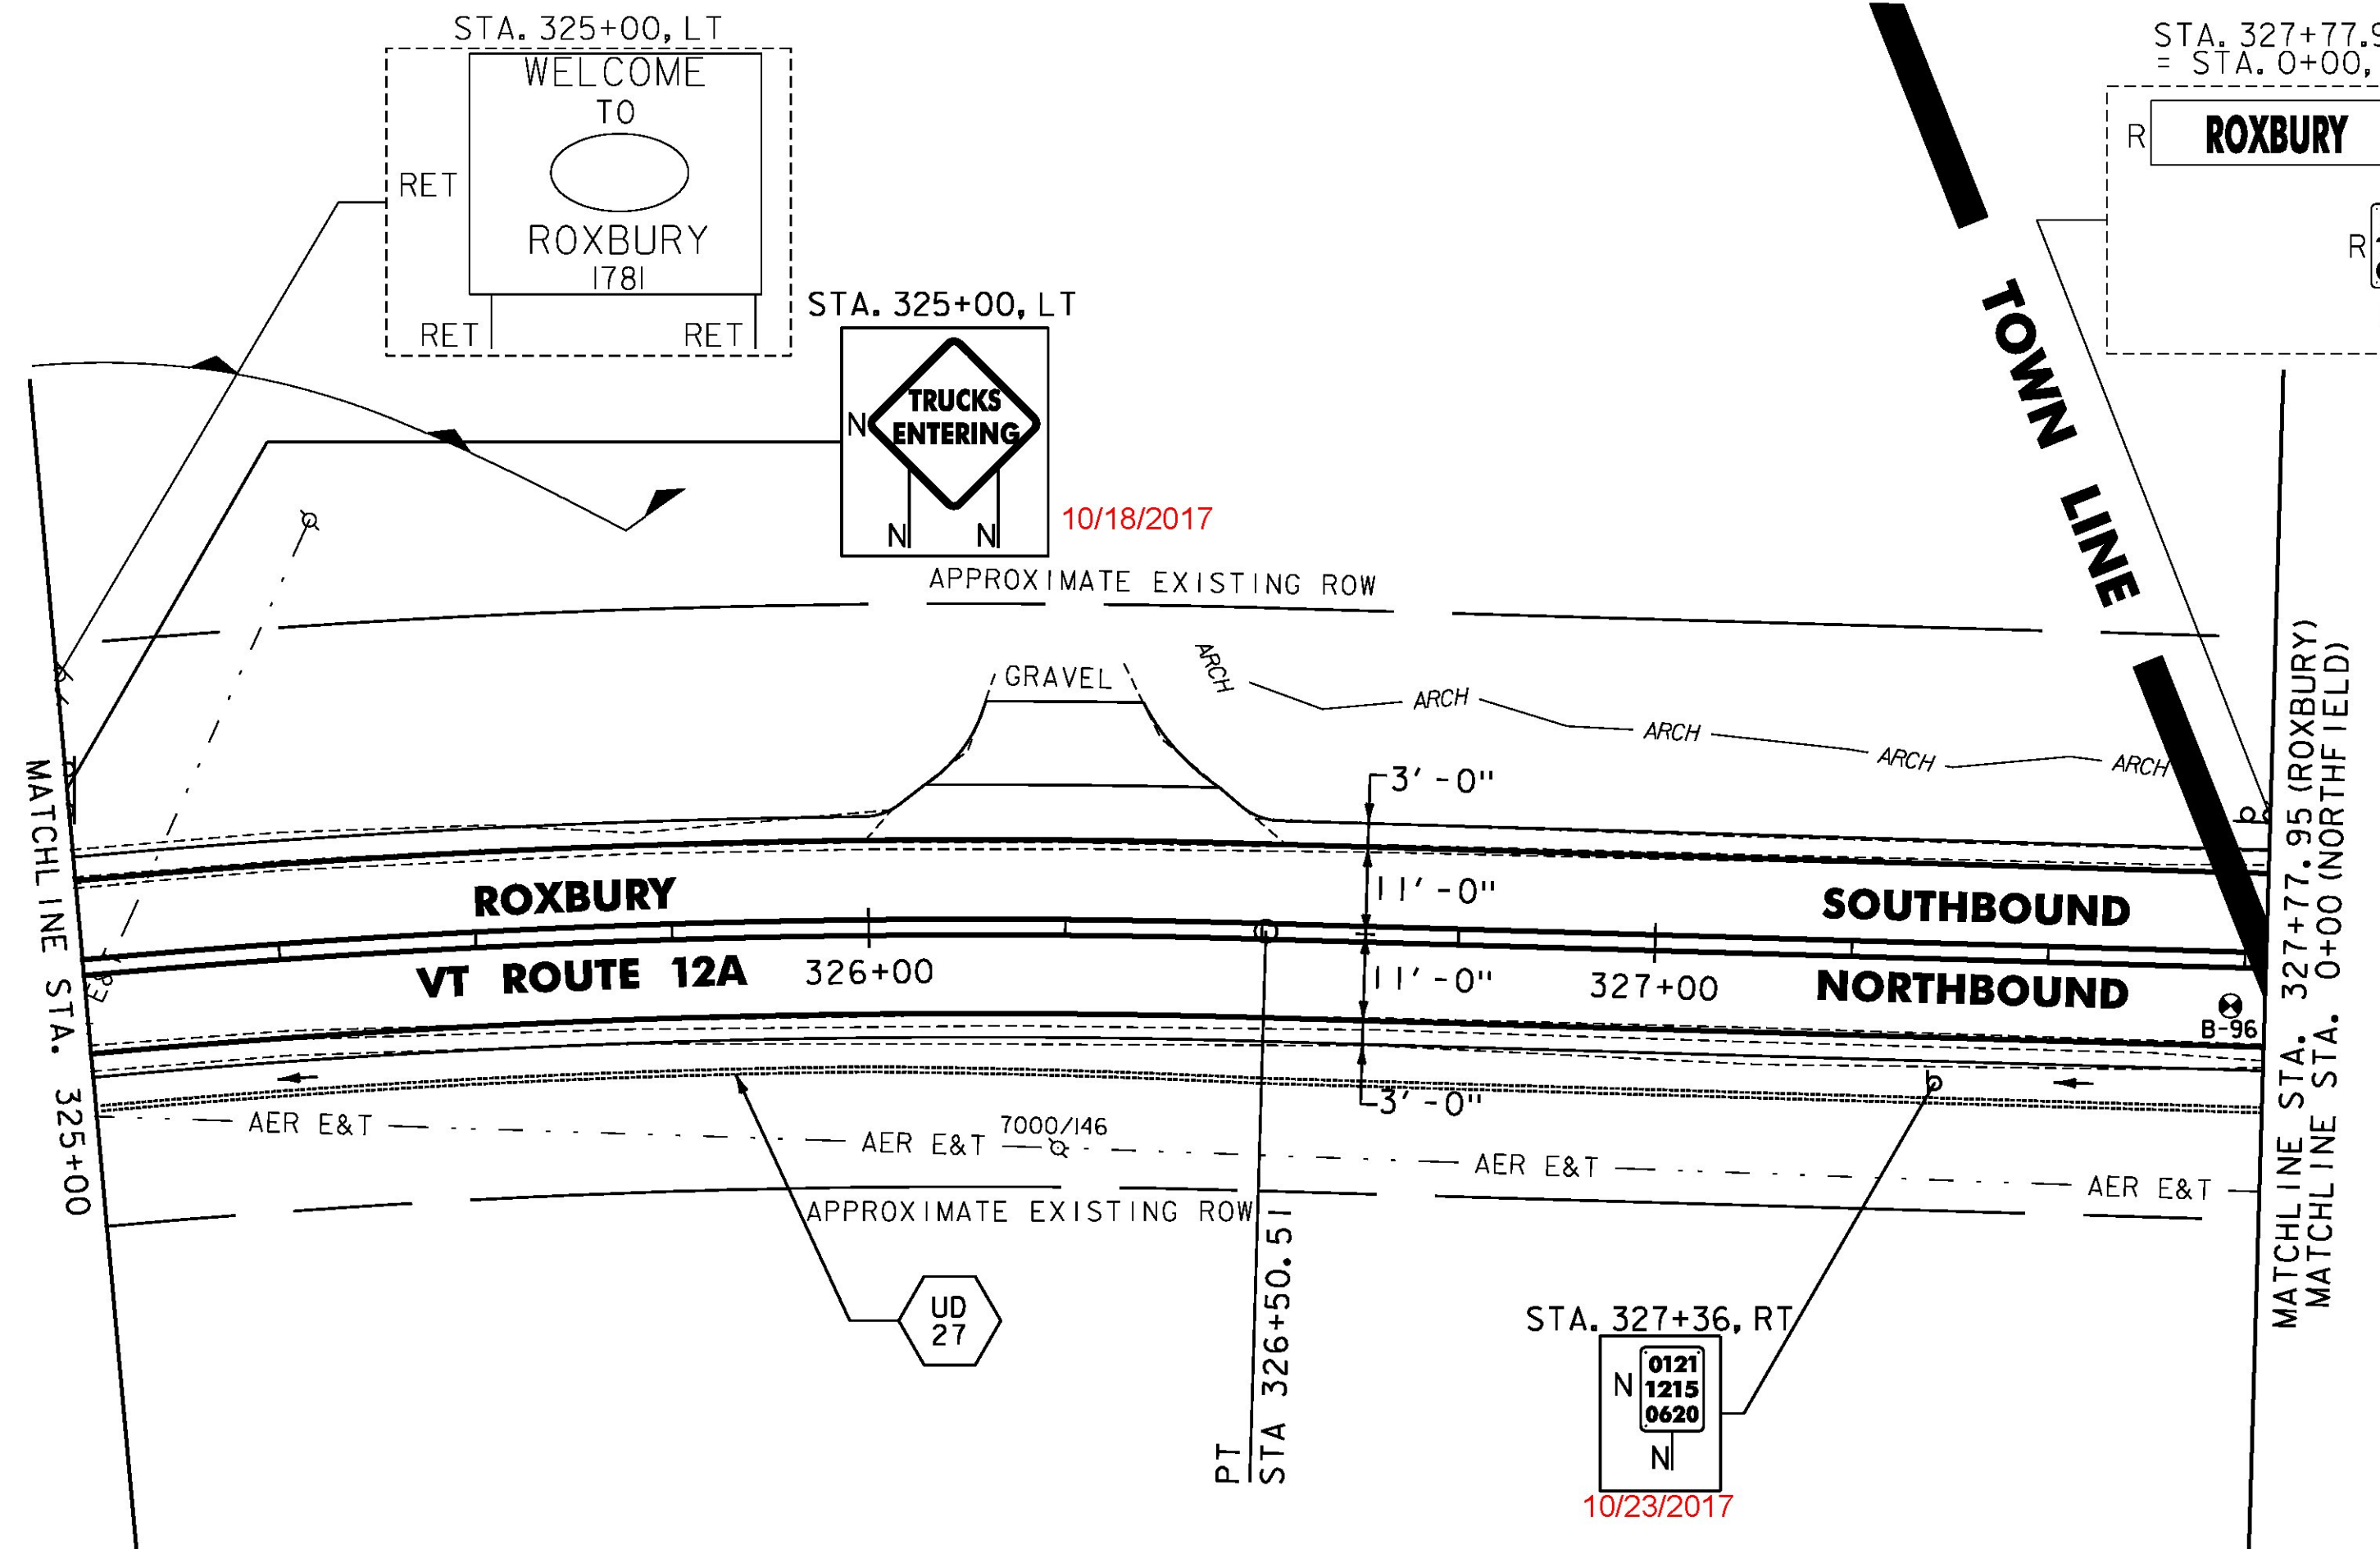 STA. 325+00, LT
WELCOME
TO
ROXBURY
1781
RET
RET
RET
STA. 327+77.9
= STA. 0+00,
R
ROXBURY
R
STA. 325+00, LT
N
TRUCKS
ENTERING
N
N
10/18/2017
TOWN LINE
APPROXIMATE EXISTING ROW
GRAVEL
ARCH
ARCH
ARCH
ARCH
ARCH
3'-0"
11'-0"
11'-0"
3'-0"
ROXBURY
SOUTHBOUND
VT ROUTE 12A
326+00
327+00
NORTHBOUND
B-96
MATCHLINE STA. 325+00
MATCHLINE STA. 327+77.95 (ROXBURY)
MATCHLINE STA. 0+00 (NORTHFIELD)
AER E&T
AER E&T
7000/146
AER E&T
AER E&T
APPROXIMATE EXISTING ROW
UD
27
PT
STA 326+50.51
STA. 327+36, RT
N
0121
1215
0620
N
10/23/2017